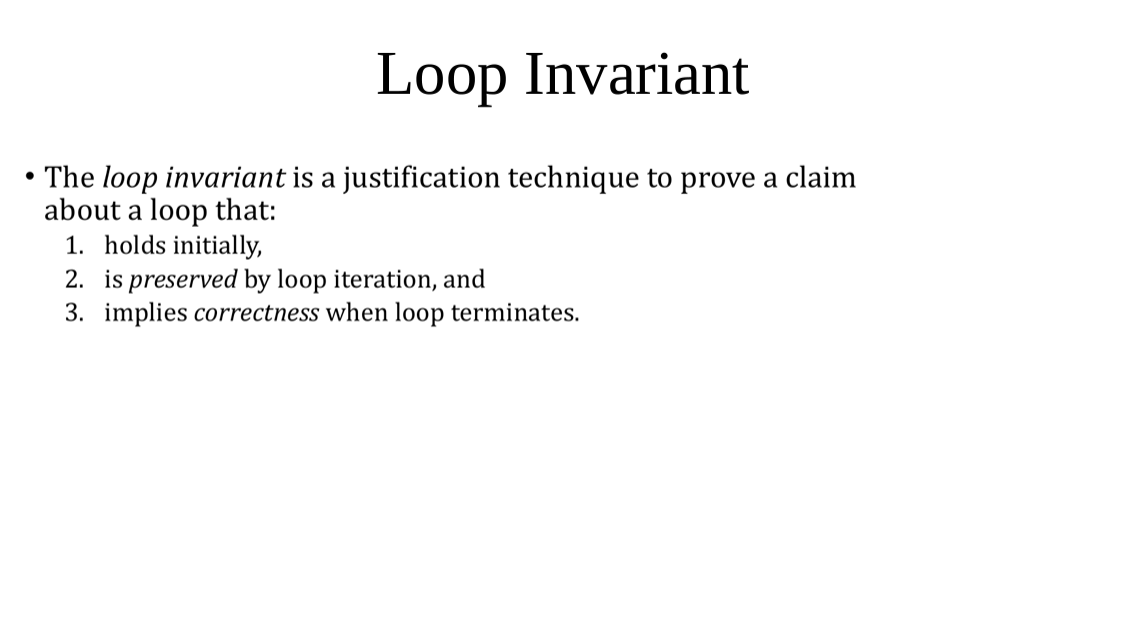 Loop Invariant
• The loop invariant is a justification technique to prove a claim
about a loop that:
1. holds initially,
2. is preserved by loop iteration, and
3. implies correctness when loop terminates.